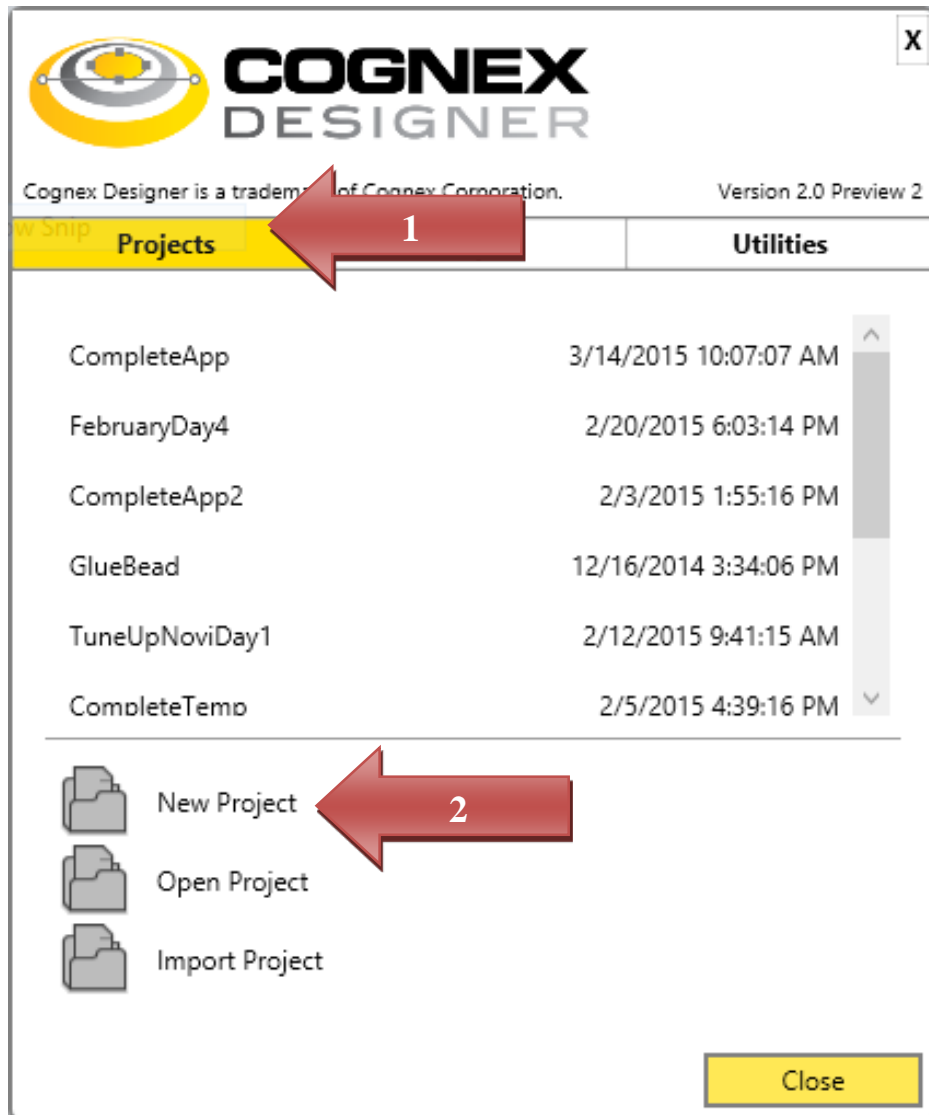 COGNEX
DESIGNER
X
Cognex Designer is a tradema of Cognex Corporation. Version 2.0 Preview 2
w Snip
Projects
1
Utilities
CompleteApp 3/14/2015 10:07:07 AM
FebruaryDay4 2/20/2015 6:03:14 PM
CompleteApp2 2/3/2015 1:55:16 PM
GlueBead 12/16/2014 3:34:06 PM
TuneUpNoviDay1 2/12/2015 9:41:15 AM
CompleteTemp 2/5/2015 4:39:16 PM
New Project
2
Open Project
Import Project
Close